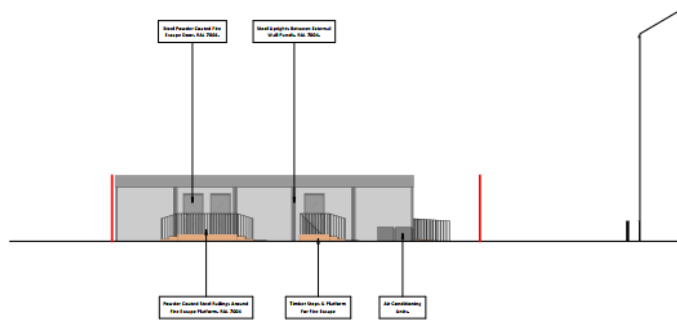 Steel Powder Coated Fire
Escape Door. RAL 7004.
Steel Uprights Between External
Wall Panels. RAL 7004.
Powder Coated Steel Railings Around
Fire Escape Platform. RAL 7004
Timber Steps & Platform
For Fire Escape
Air Conditioning
Units.